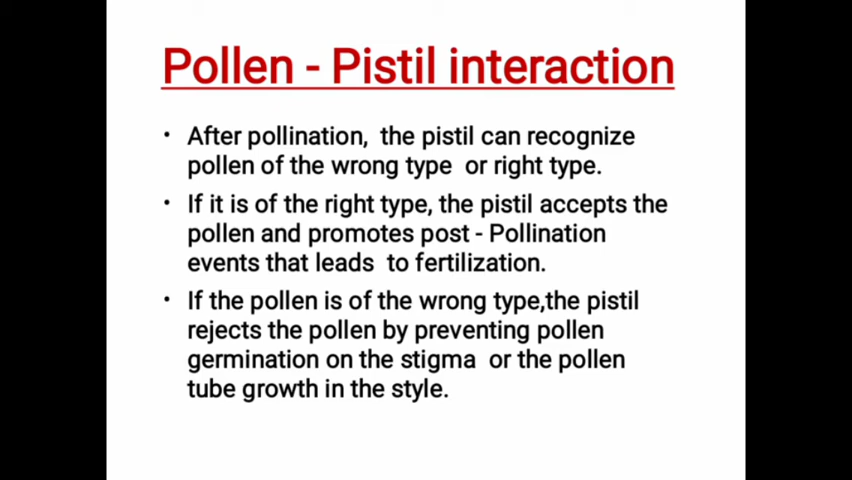 Pollen - Pistil interaction
• After pollination, the pistil can recognize
pollen of the wrong type or right type.
• If it is of the right type, the pistil accepts the
pollen and promotes post - Pollination
events that leads to fertilization.
• If the pollen is of the wrong type,the pistil
rejects the pollen by preventing pollen
germination on the stigma or the pollen
tube growth in the style.